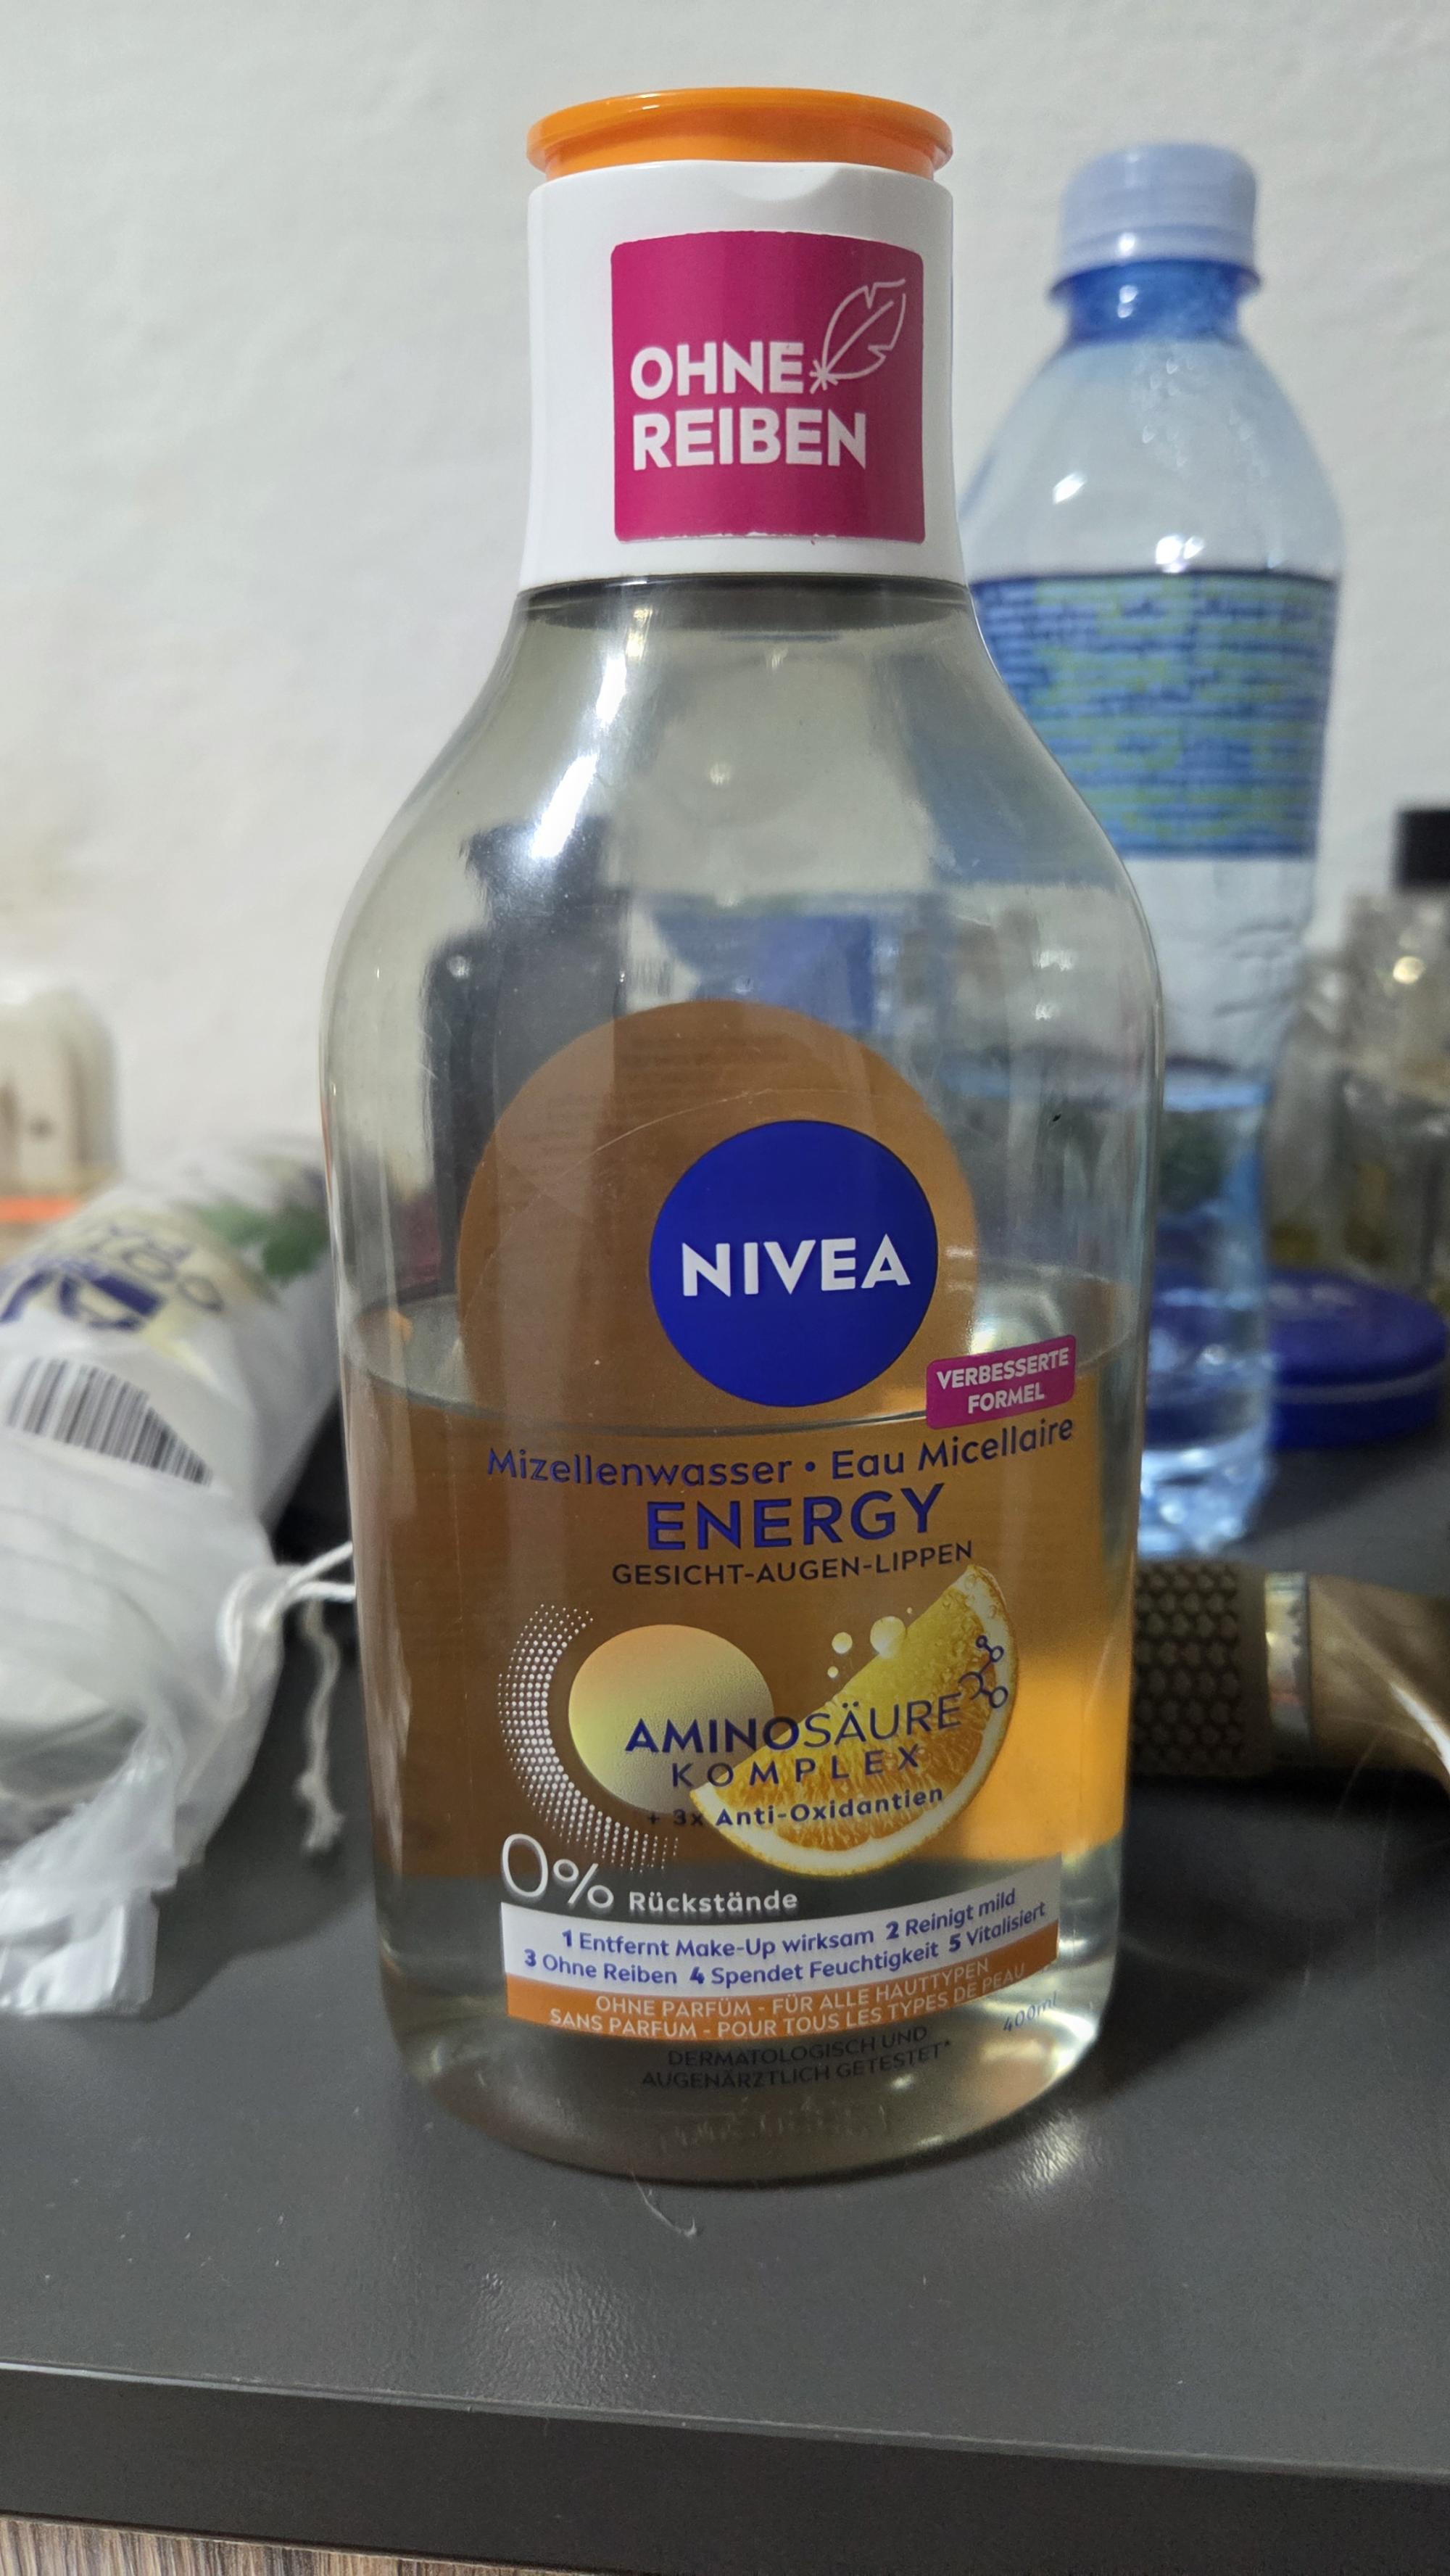 OHNE
REIBEN
NIVEA
VERBESSERTE
FORMEL
Mizellenwasser • Eau Micellaire
ENERGY
GESICHT-AUGEN-LIPPEN
AMINOSÄURE
KOMPLEX
+ 3x Anti-Oxidantien
0% Rückstände
1 Entfernt Make-Up wirksam 2 Reinigt mild
3 Ohne Reiben 4 Spendet Feuchtigkeit 5 Vitalisiert
OHNE PARFÜM - FÜR ALLE HAUTTYPEN
SANS PARFUM - POUR TOUS LES TYPES DE PEAU
400ml
DERMATOLOGISCH UND
AUGENÄRZTLICH GETESTET*